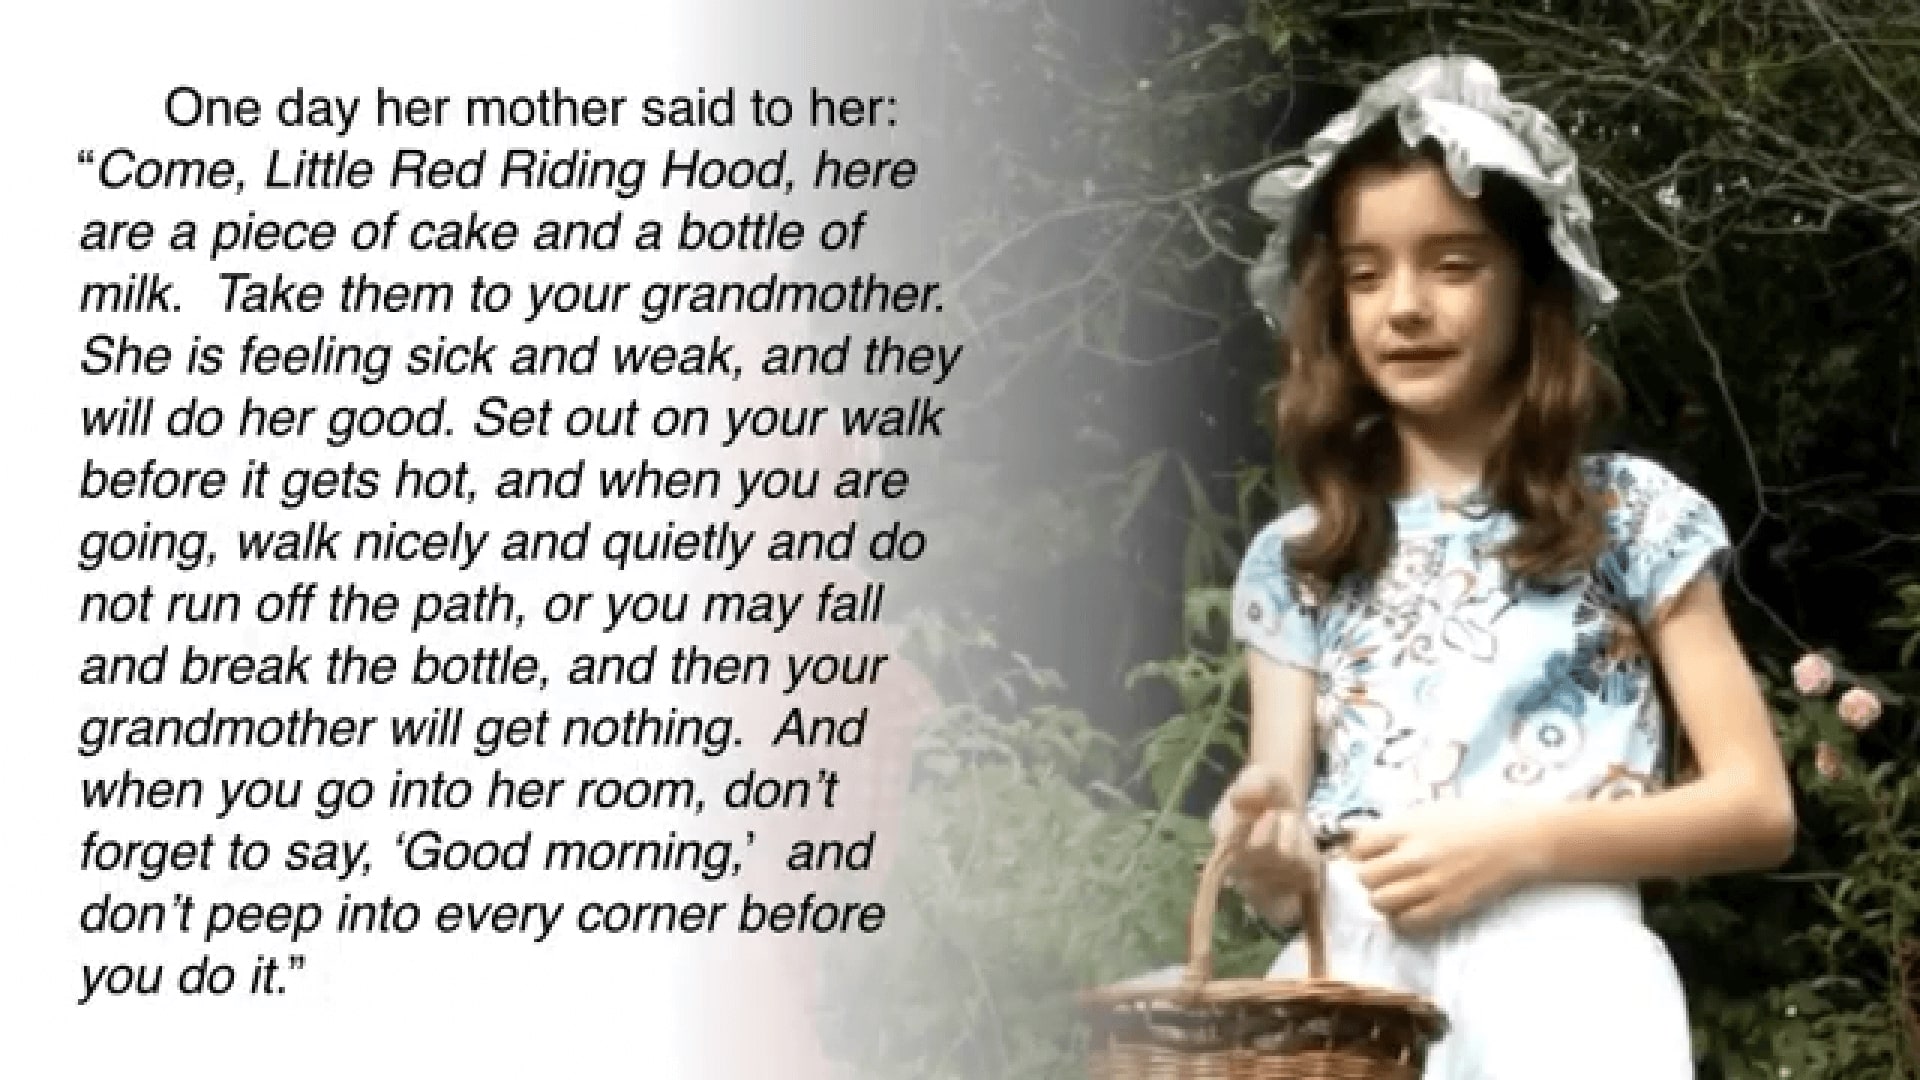 One day her mother said to her:
“Come, Little Red Riding Hood, here
are a piece of cake and a bottle of
milk.  Take them to your grandmother.
She is feeling sick and weak, and they
will do her good. Set out on your walk
before it gets hot, and when you are
going, walk nicely and quietly and do
not run off the path, or you may fall
and break the bottle, and then your
grandmother will get nothing.  And
when you go into her room, don’t
forget to say, ‘Good morning,’  and
don’t peep into every corner before
you do it.”